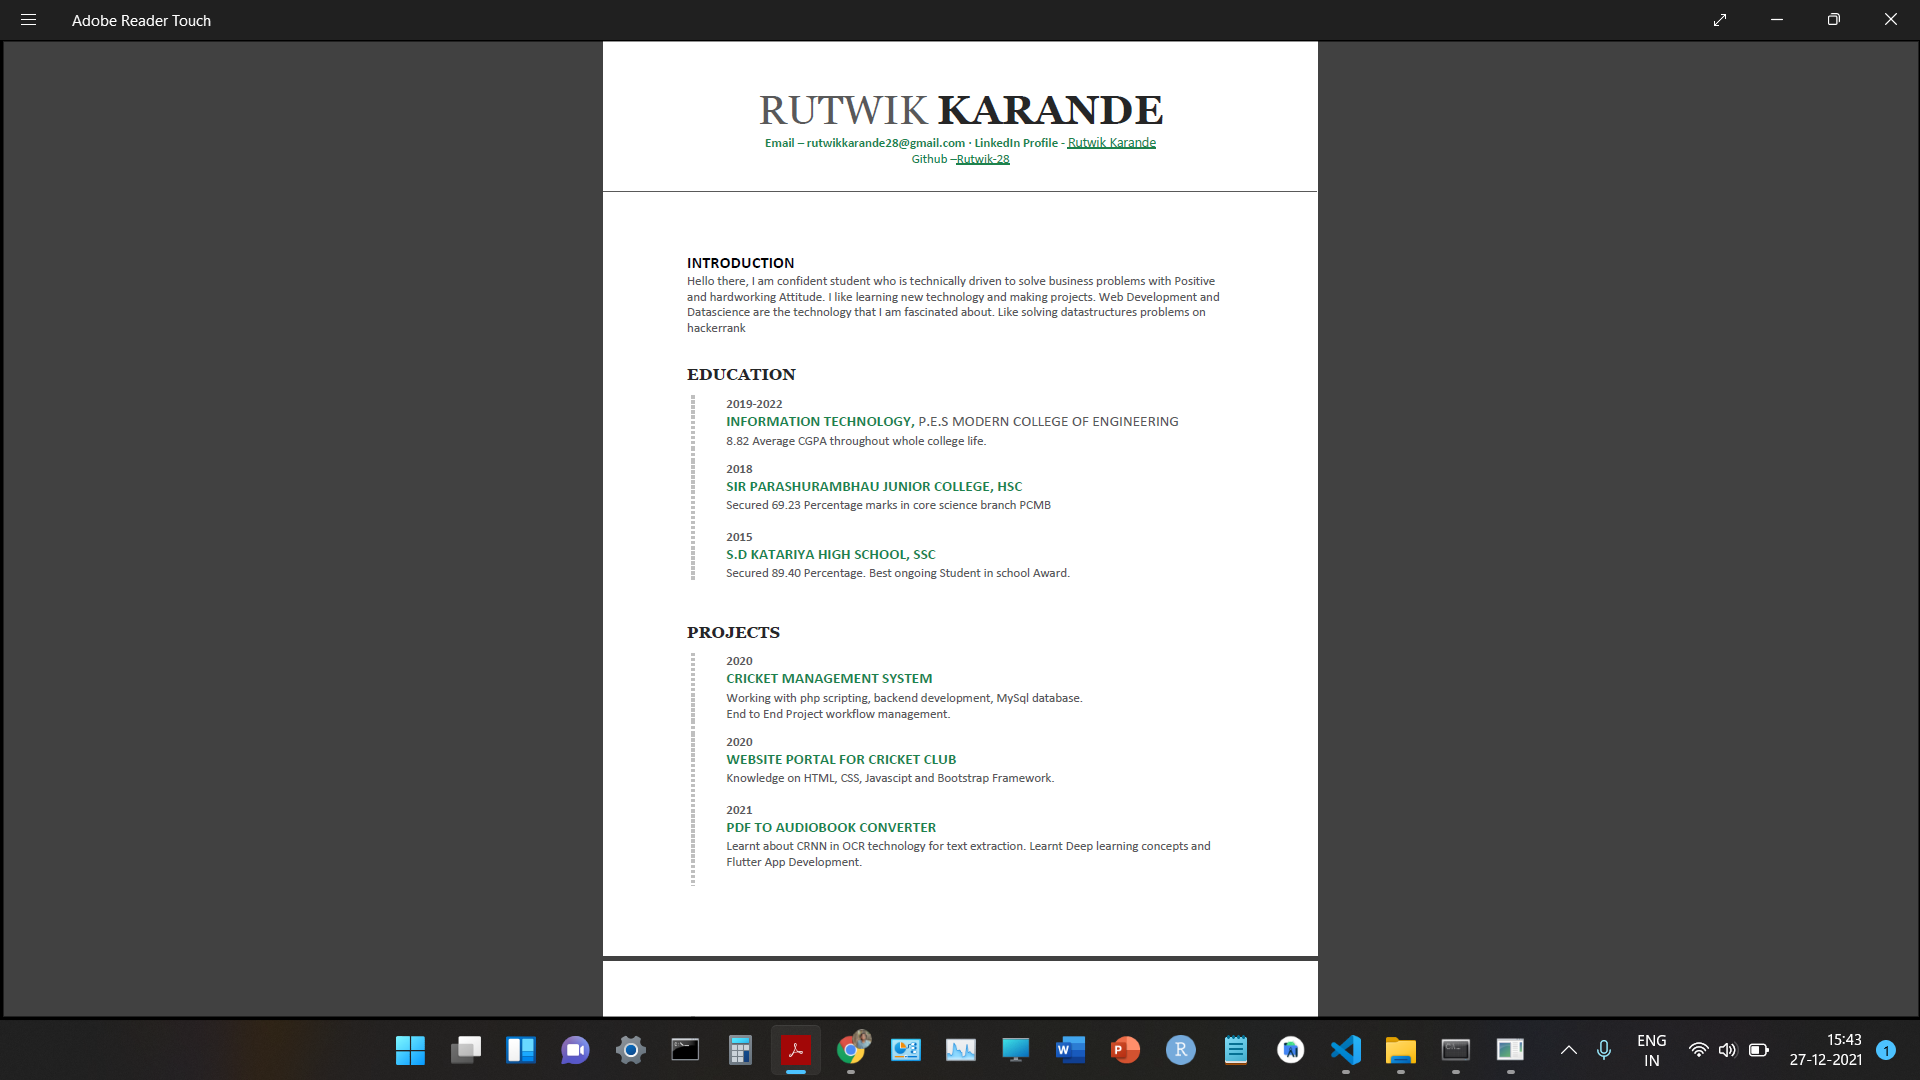 Adobe Reader Touch
RUTWIK KARANDE
Email – rutwikkarande28@gmail.com · LinkedIn Profile - Rutwik Karande
Github –Rutwik-28
INTRODUCTION
Hello there, I am confident student who is technically driven to solve business problems with Positive
and hardworking Attitude. I like learning new technology and making projects. Web Development and
Datascience are the technology that I am fascinated about. Like solving datastructures problems on
hackerrank
EDUCATION
2019-2022
INFORMATION TECHNOLOGY, P.E.S MODERN COLLEGE OF ENGINEERING
8.82 Average CGPA throughout whole college life.
2018
SIR PARASHURAMBHAU JUNIOR COLLEGE, HSC
Secured 69.23 Percentage marks in core science branch PCMB
2015
S.D KATARIYA HIGH SCHOOL, SSC
Secured 89.40 Percentage. Best ongoing Student in school Award.
PROJECTS
2020
CRICKET MANAGEMENT SYSTEM
Working with php scripting, backend development, MySql database.
End to End Project workflow management.
2020
WEBSITE PORTAL FOR CRICKET CLUB
Knowledge on HTML, CSS, Javascipt and Bootstrap Framework.
2021
PDF TO AUDIOBOOK CONVERTER
Learnt about CRNN in OCR technology for text extraction. Learnt Deep learning concepts and
Flutter App Development.
ENG
IN
15:43
27-12-2021
1